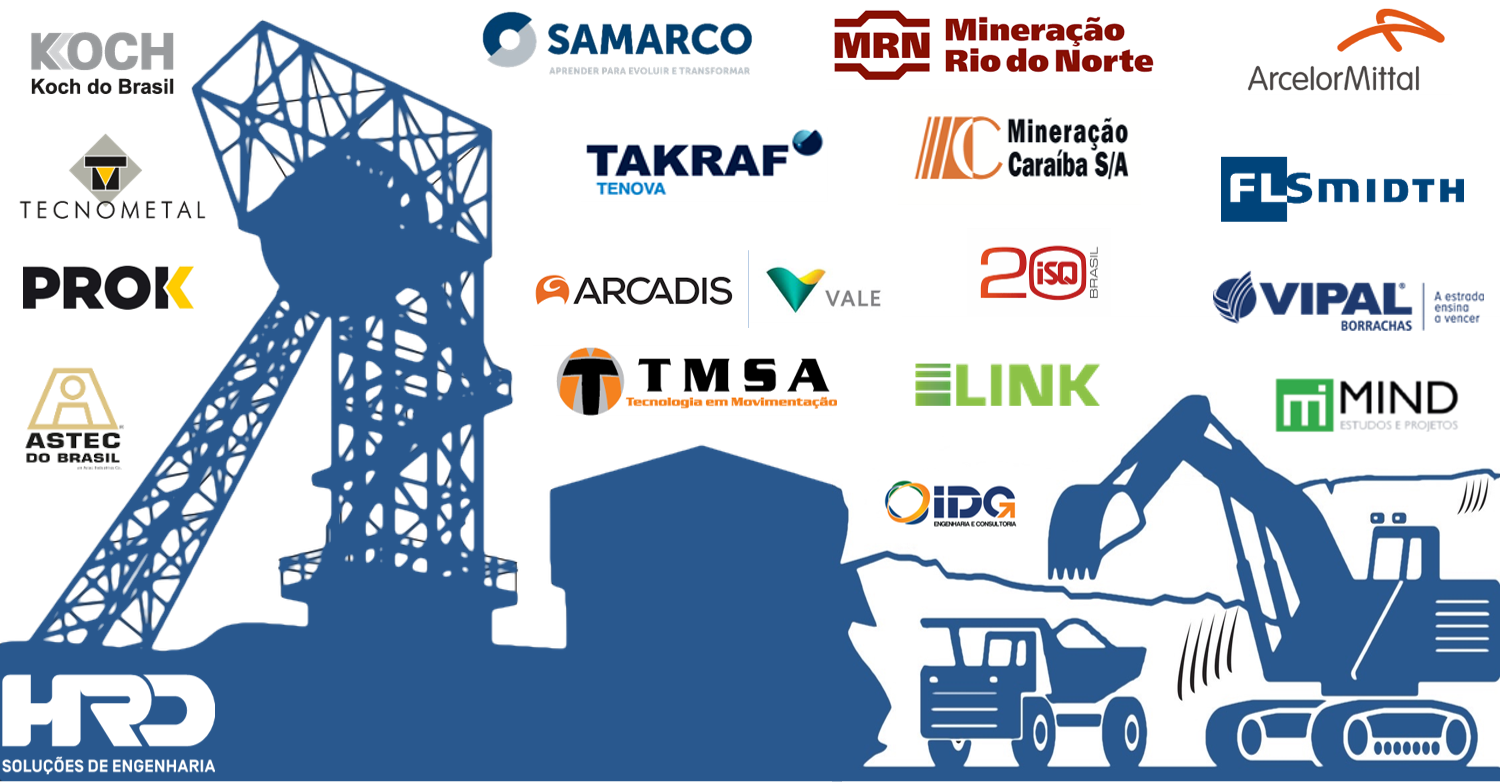 KOCH
Koch do Brasil
SAMARCO
APRENDER PARA EVOLUIR E TRANSFORMAR
MRN
Mineração
Rio do Norte
ArcelorMittal
T
TECNOMETAL
TAKRAF
TENOVA
C
Mineração
Caraíba S/A
FLSMIDTH
PROK
ARCADIS
VALE
20
iSQ
BRASIL
VIPAL®
BORRACHAS
A estrada
ensina
a vencer
ASTEC
DO BRASIL
T
TMSA
Tecnologia em Movimentação
LINK
mi
MIND
ESTUDOS E PROJETOS
IDG
ENGENHARIA E CONSULTORIA
HRD
SOLUÇÕES DE ENGENHARIA